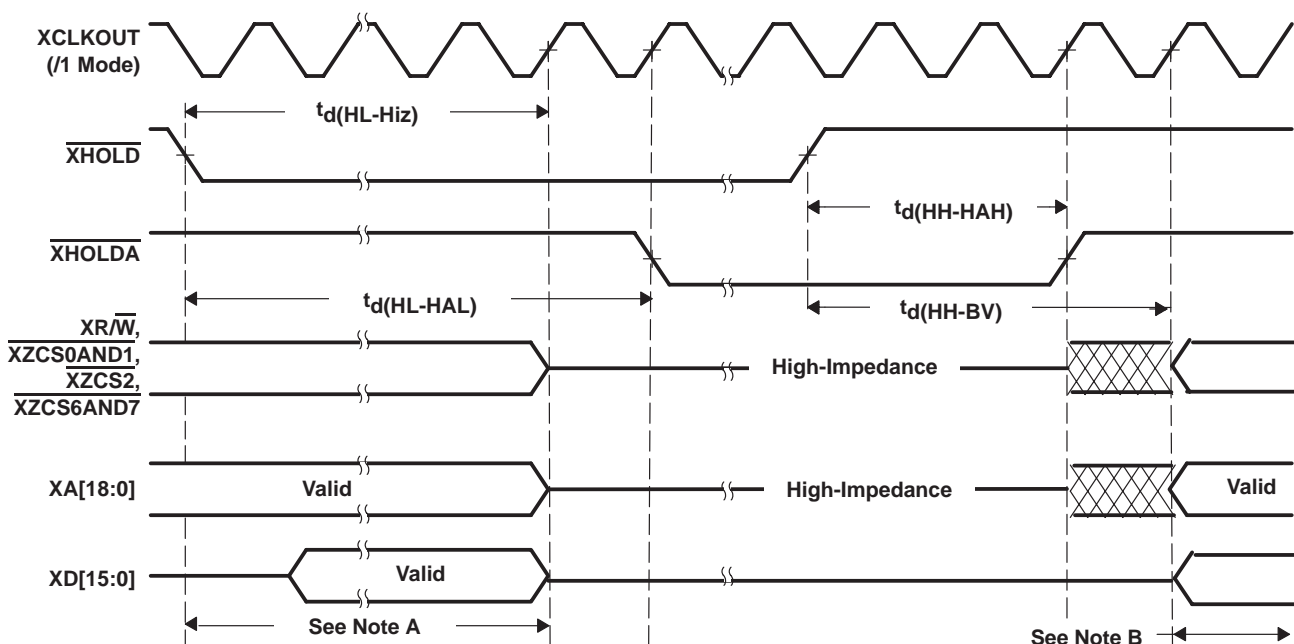 XCLKOUT
(/1 Mode)
td(HL-Hiz)
XHOLD
td(HH-HAH)
XHOLDA
td(HL-HAL)
td(HH-BV)
XR/W,
XZCS0AND1,
XZCS2,
XZCS6AND7
High-Impedance
XA[18:0]
Valid
High-Impedance
Valid
XD[15:0]
Valid
See Note A
See Note B